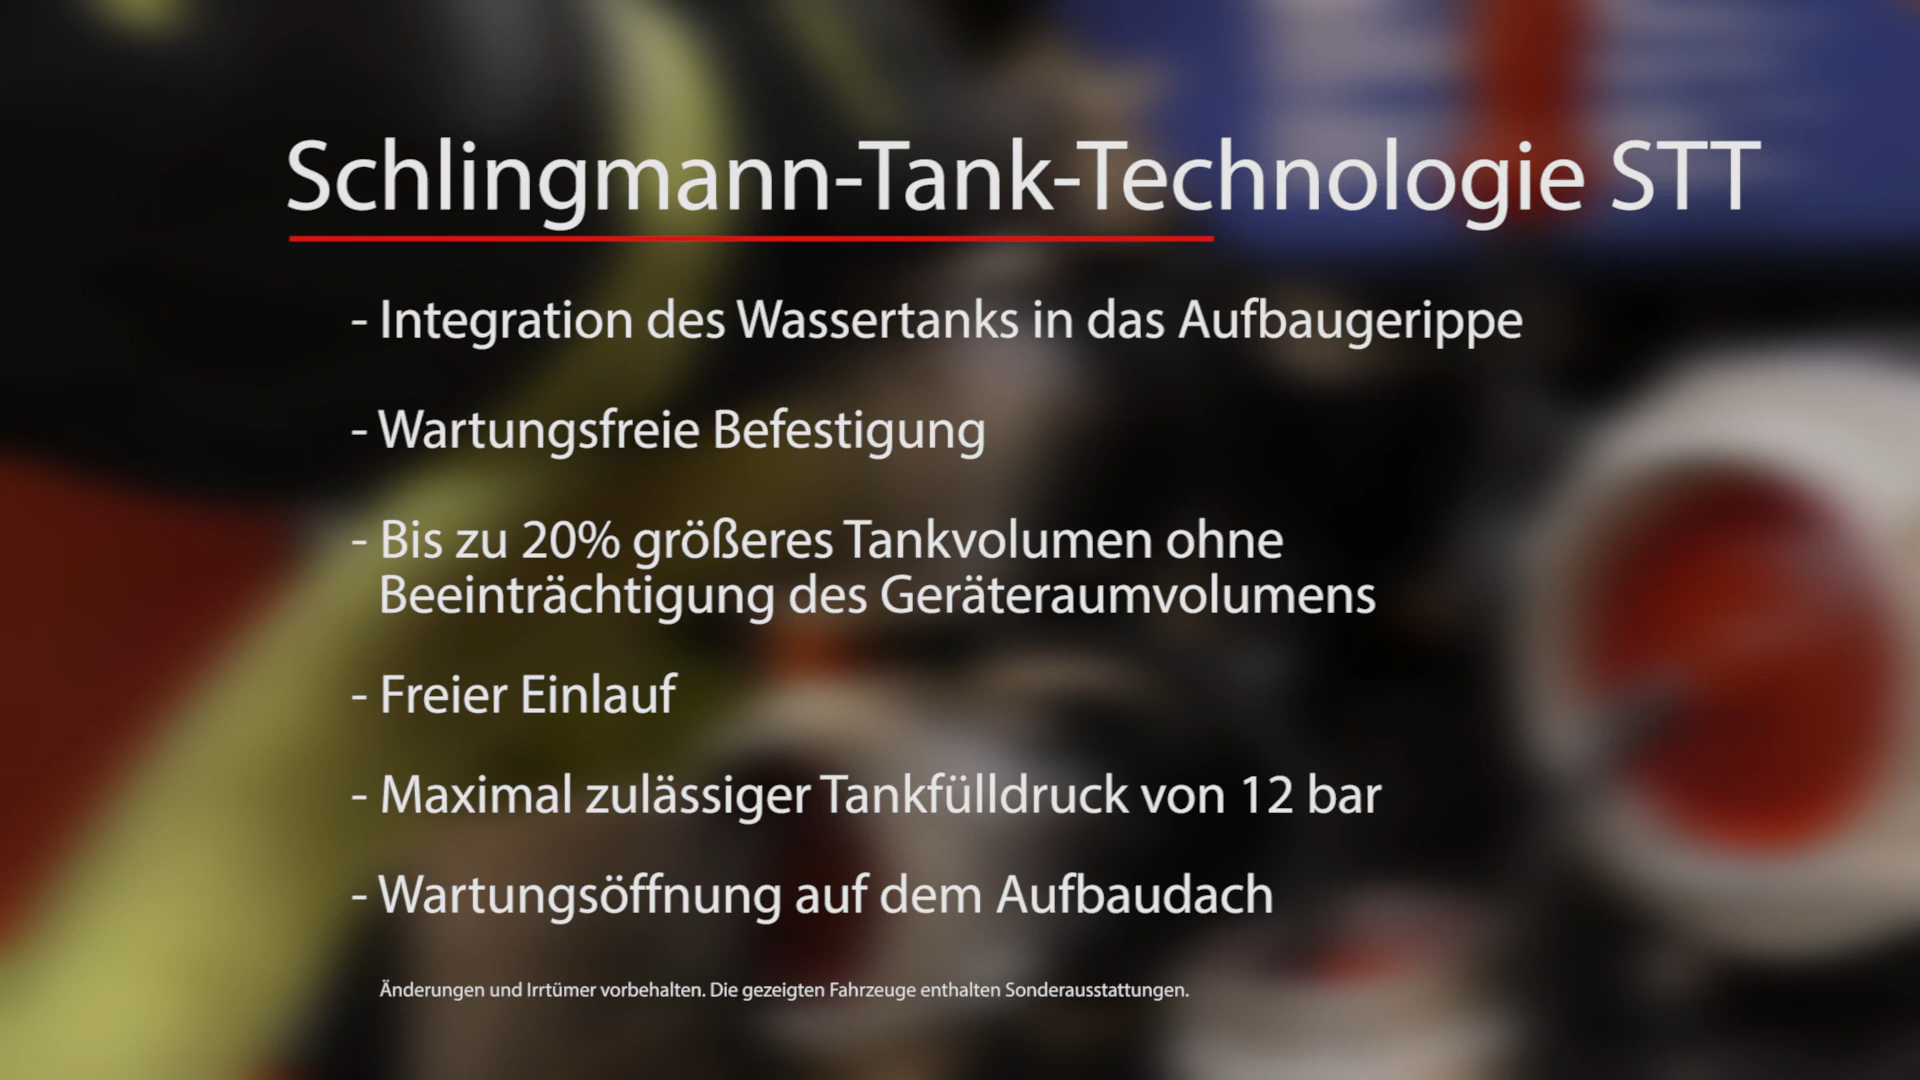 Schlingmann-Tank-Technologie STT
- Integration des Wassertanks in das Aufbaugerippe
- Wartungsfreie Befestigung
- Bis zu 20% größeres Tankvolumen ohne
Beeinträchtigung des Geräteraumvolumens
- Freier Einlauf
- Maximal zulässiger Tankfülldruck von 12 bar
- Wartungsöffnung auf dem Aufbaudach
Änderungen und Irrtümer vorbehalten. Die gezeigten Fahrzeuge enthalten Sonderausstattungen.